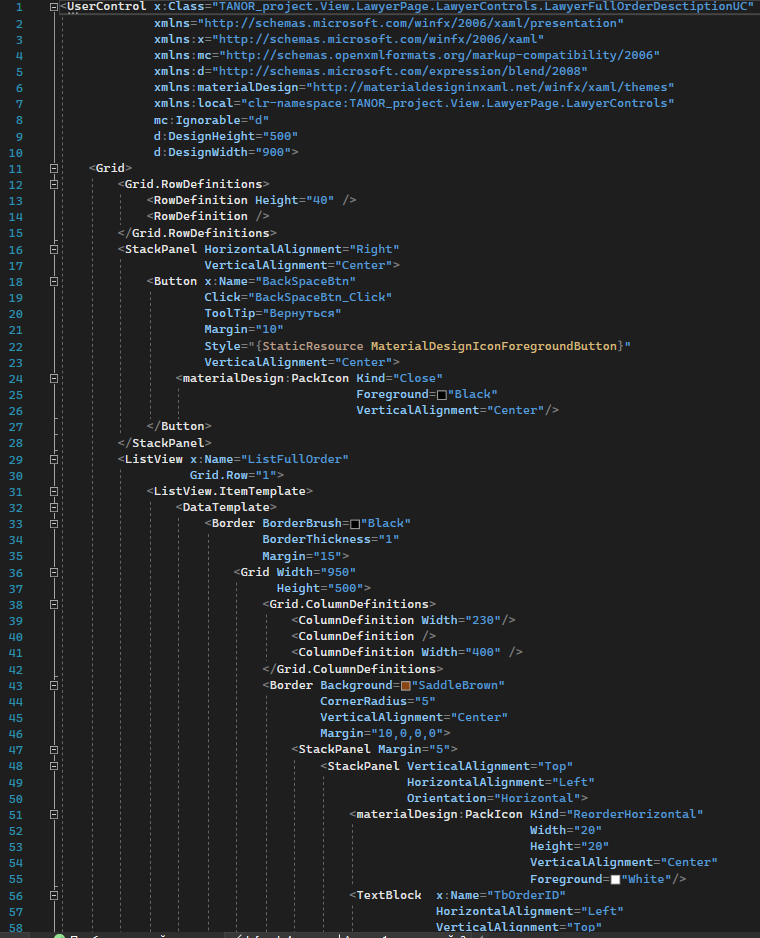 1 <UserControl x:Class="TANOR_project.View.LawyerPage.LawyerControls.LawyerFullOrderDesctiptionUC"
2 xmlns="http://schemas.microsoft.com/winfx/2006/xaml/presentation"
3 xmlns:x="http://schemas.microsoft.com/winfx/2006/xaml"
4 xmlns:mc="http://schemas.openxmlformats.org/markup-compatibility/2006"
5 xmlns:d="http://schemas.microsoft.com/expression/blend/2008"
6 xmlns:materialDesign="http://materialdesigninxaml.net/winfx/xaml/themes"
7 xmlns:local="clr-namespace:TANOR_project.View.LawyerPage.LawyerControls"
8 mc:Ignorable="d"
9 d:DesignHeight="500"
10 d:DesignWidth="900">
11 <Grid>
12 <Grid.RowDefinitions>
13 <RowDefinition Height="40" />
14 <RowDefinition />
15 </Grid.RowDefinitions>
16 <StackPanel HorizontalAlignment="Right"
17 VerticalAlignment="Center">
18 <Button x:Name="BackSpaceBtn"
19 Click="BackSpaceBtn_Click"
20 ToolTip="Вернуться"
21 Margin="10"
22 Style="{StaticResource MaterialDesignIconForegroundButton}"
23 VerticalAlignment="Center">
24 <materialDesign:PackIcon Kind="Close"
25 Foreground="Black"
26 VerticalAlignment="Center"/>
27 </Button>
28 </StackPanel>
29 <ListView x:Name="ListFullOrder"
30 Grid.Row="1">
31 <ListView.ItemTemplate>
32 <DataTemplate>
33 <Border BorderBrush="Black"
34 BorderThickness="1"
35 Margin="15">
36 <Grid Width="950"
37 Height="500">
38 <Grid.ColumnDefinitions>
39 <ColumnDefinition Width="230"/>
40 <ColumnDefinition />
41 <ColumnDefinition Width="400" />
42 </Grid.ColumnDefinitions>
43 <Border Background="SaddleBrown"
44 CornerRadius="5"
45 VerticalAlignment="Center"
46 Margin="10,0,0,0">
47 <StackPanel Margin="5">
48 <StackPanel VerticalAlignment="Top"
49 HorizontalAlignment="Left"
50 Orientation="Horizontal">
51 <materialDesign:PackIcon Kind="ReorderHorizontal"
52 Width="20"
53 Height="20"
54 VerticalAlignment="Center"
55 Foreground="White"/>
56 <TextBlock x:Name="TbOrderID"
57 HorizontalAlignment="Left"
58 VerticalAlignment="Top"